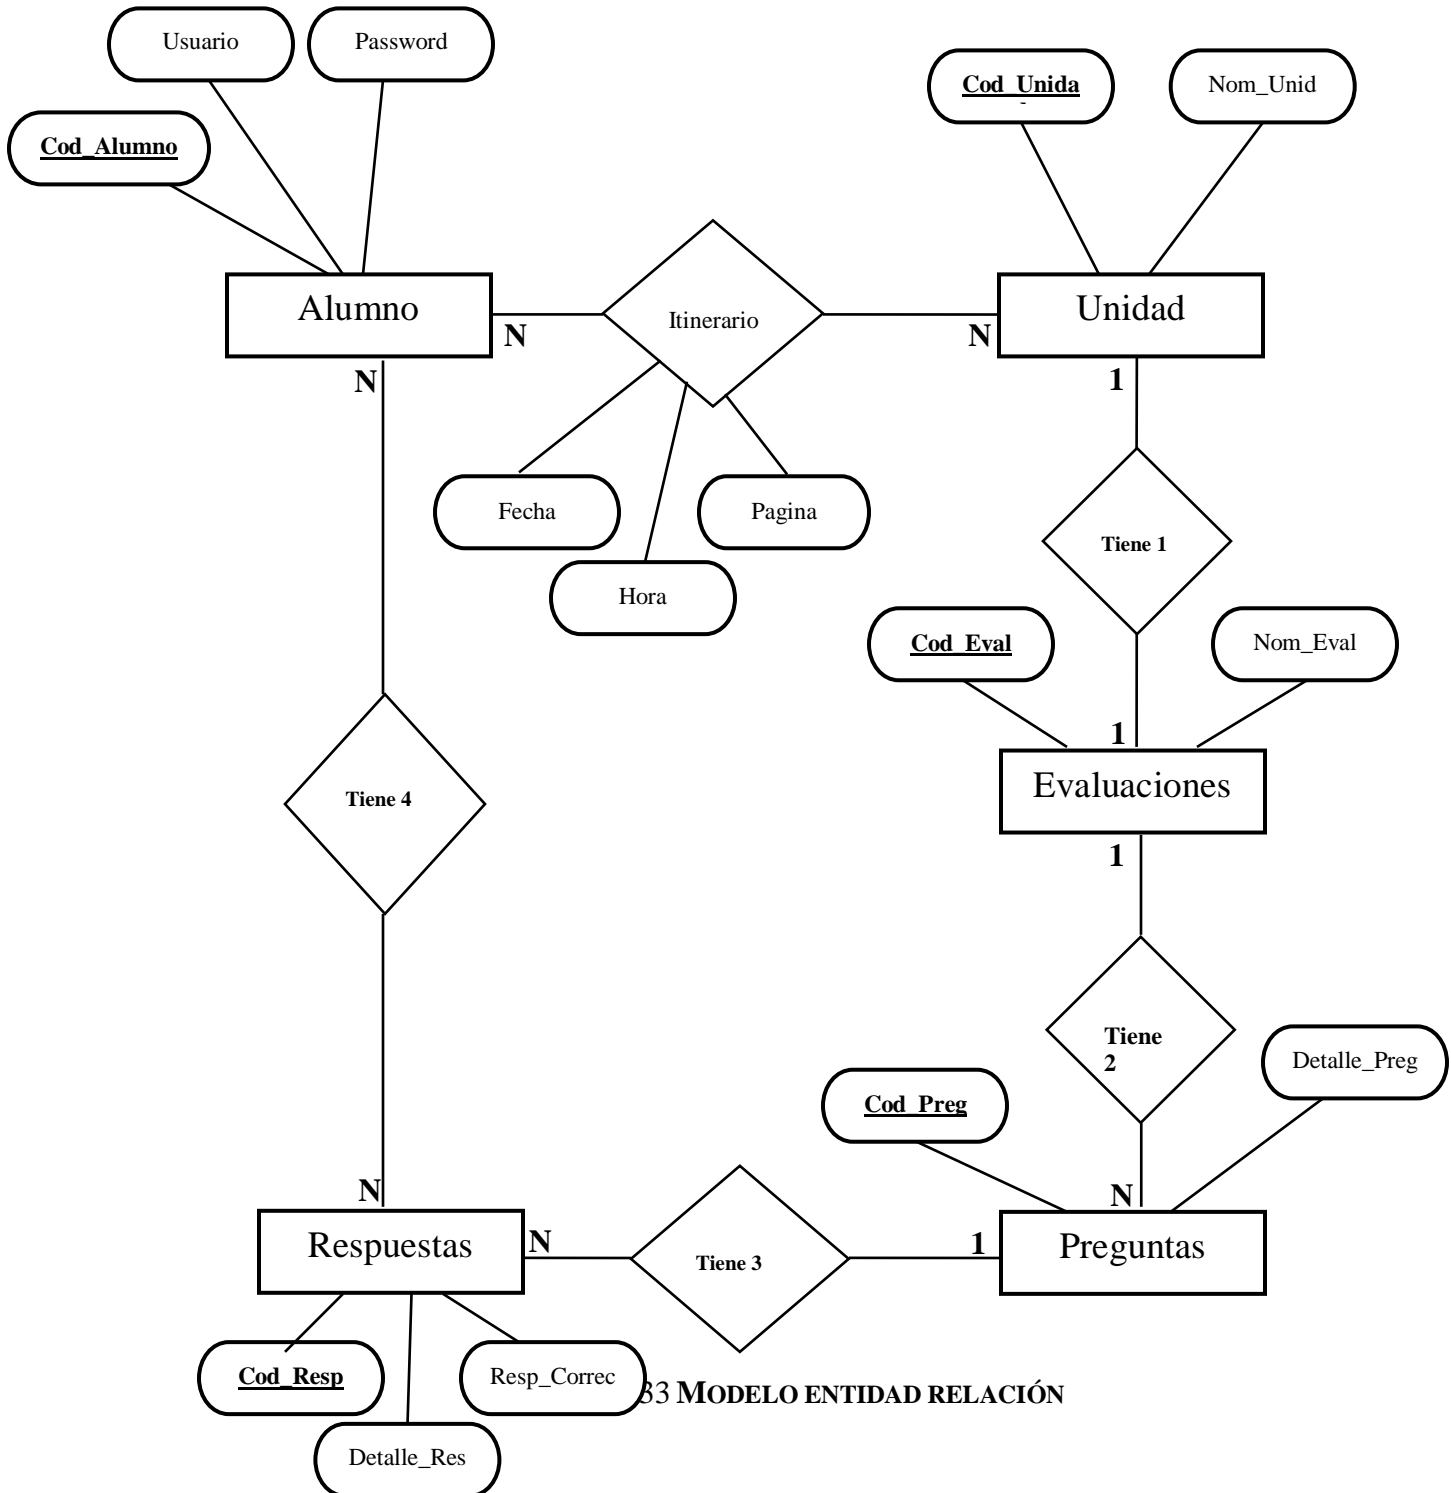 Usuario
Password
Cod_Unida
Nom_Unid
Cod_Alumno
Alumno
Itinerario
Unidad
N
N
N
1
Fecha
Pagina
Tiene 1
Hora
Cod_Eval
Nom_Eval
1
Evaluaciones
Tiene 4
1
Tiene
2
Detalle_Preg
Cod_Preg
N
N
Respuestas
N
Tiene 3
1
Preguntas
Cod_Resp
Resp_Correc
33 MODELO ENTIDAD RELACIÓN
Detalle_Res